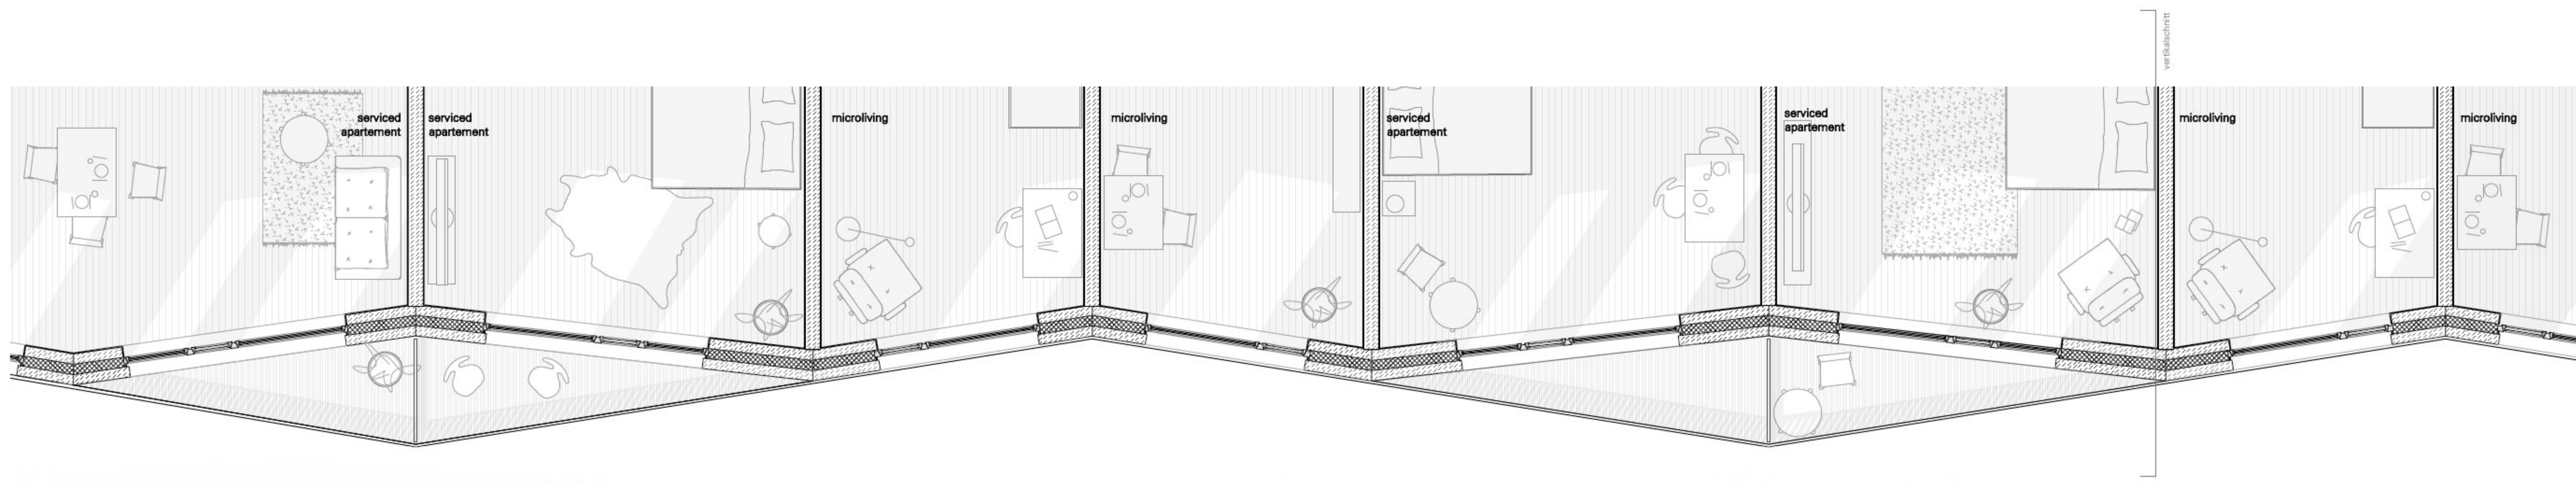 vertikalschnitt
serviced
apartement
serviced
apartement
microliving
microliving
serviced
apartement
serviced
apartement
microliving
microliving